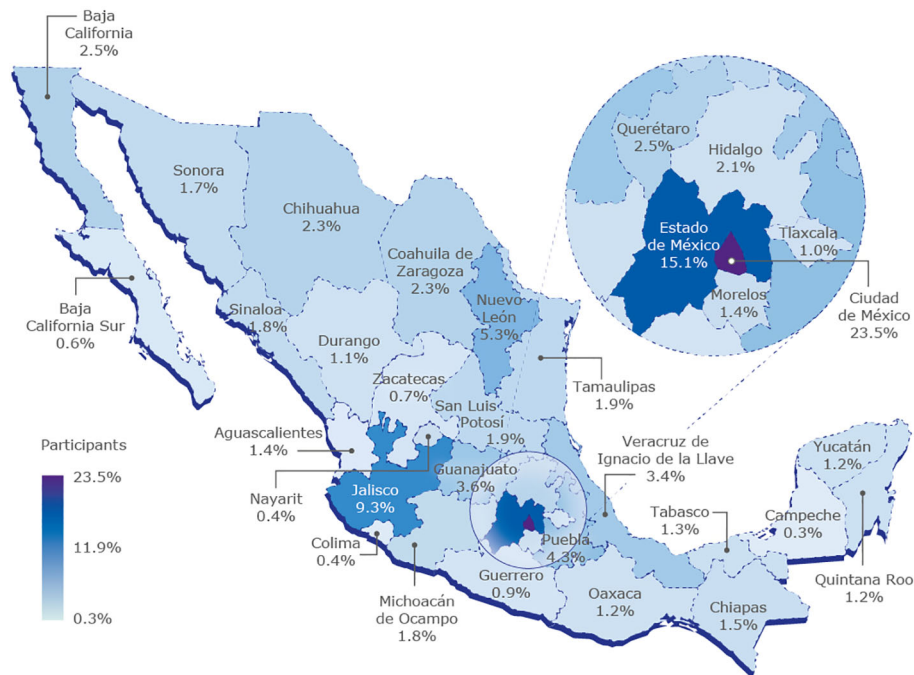 Baja
California
2.5%
Sonora
1.7%
Chihuahua
2.3%
Coahuila de
Zaragoza
2.3%
Nuevo
León
5.3%
Baja
California Sur
0.6%
Sinaloa
1.8%
Durango
1.1%
Zacatecas
0.7%
San Luis
Potosí
1.9%
Tamaulipas
1.9%
Querétaro
2.5%
Hidalgo
2.1%
Estado
de México
15.1%
Tlaxcala
1.0%
Morelos
1.4%
Ciudad
de México
23.5%
Aguascalientes
1.4%
Nayarit
0.4%
Jalisco
9.3%
Guanajuato
3.6%
Veracruz de
Ignacio de la Llave
3.4%
Colima
0.4%
Michoacán
de Ocampo
1.8%
Guerrero
0.9%
Puebla
4.3%
Oaxaca
1.2%
Tabasco
1.3%
Chiapas
1.5%
Campeche
0.3%
Yucatán
1.2%
Quintana Roo
1.2%
Participants
23.5%
11.9%
0.3%